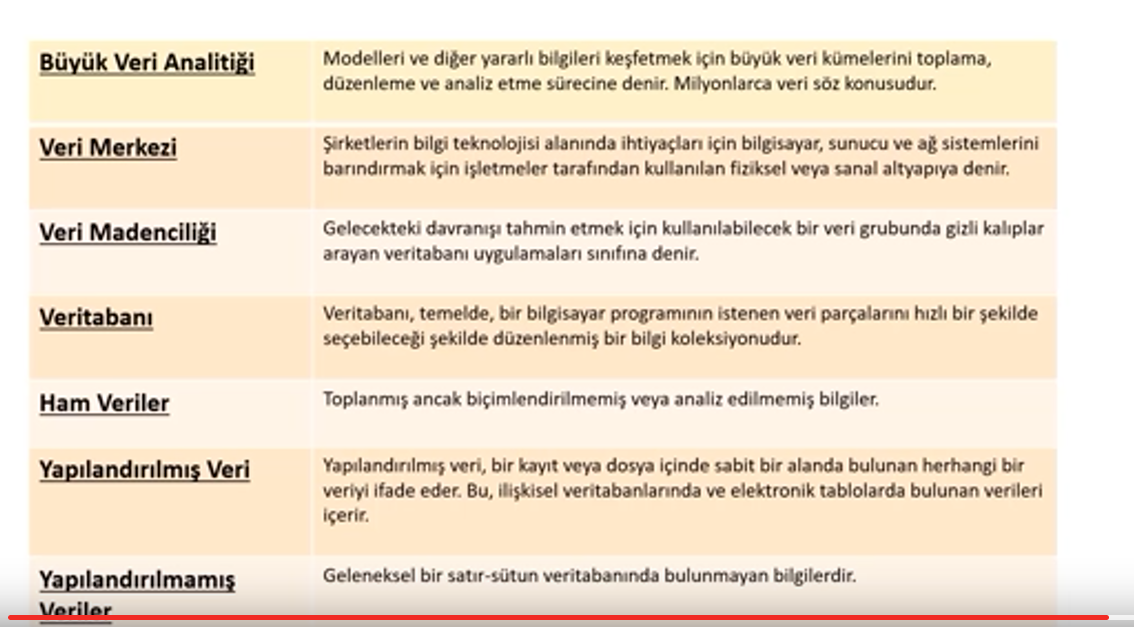 Büyük Veri Analitiği
Modelleri ve diğer yararlı bilgileri keşfetmek için büyük veri kümelerini toplama,
düzenleme ve analiz etme sürecine denir. Milyonlarca veri söz konusudur.
Veri Merkezi
Şirketlerin bilgi teknolojisi alanında ihtiyaçları için bilgisayar, sunucu ve ağ sistemlerini
barındırmak için işletmeler tarafından kullanılan fiziksel veya sanal altyapıya denir.
Veri Madenciliği
Gelecekteki davranışı tahmin etmek için kullanılabilecek bir veri grubunda gizli kalıplar
arayan veritabanı uygulamaları sınıfına denir.
Veritabanı
Veritabanı, temelde, bir bilgisayar programının istenen veri parçalarını hızlı bir şekilde
seçebileceği şekilde düzenlenmiş bir bilgi koleksiyonudur.
Ham Veriler
Toplanmış ancak biçimlendirilmemiş veya analiz edilmemiş bilgiler.
Yapılandırılmış Veri
Yapılandırılmış veri, bir kayıt veya dosya içinde sabit bir alanda bulunan herhangi bir
veriyi ifade eder. Bu, ilişkisel veritabanlarında ve elektronik tablolarda bulunan verileri
içerir.
Yapılandırılmamış
Veriler
Geleneksel bir satır-sütun veritabanında bulunmayan bilgilerdir.